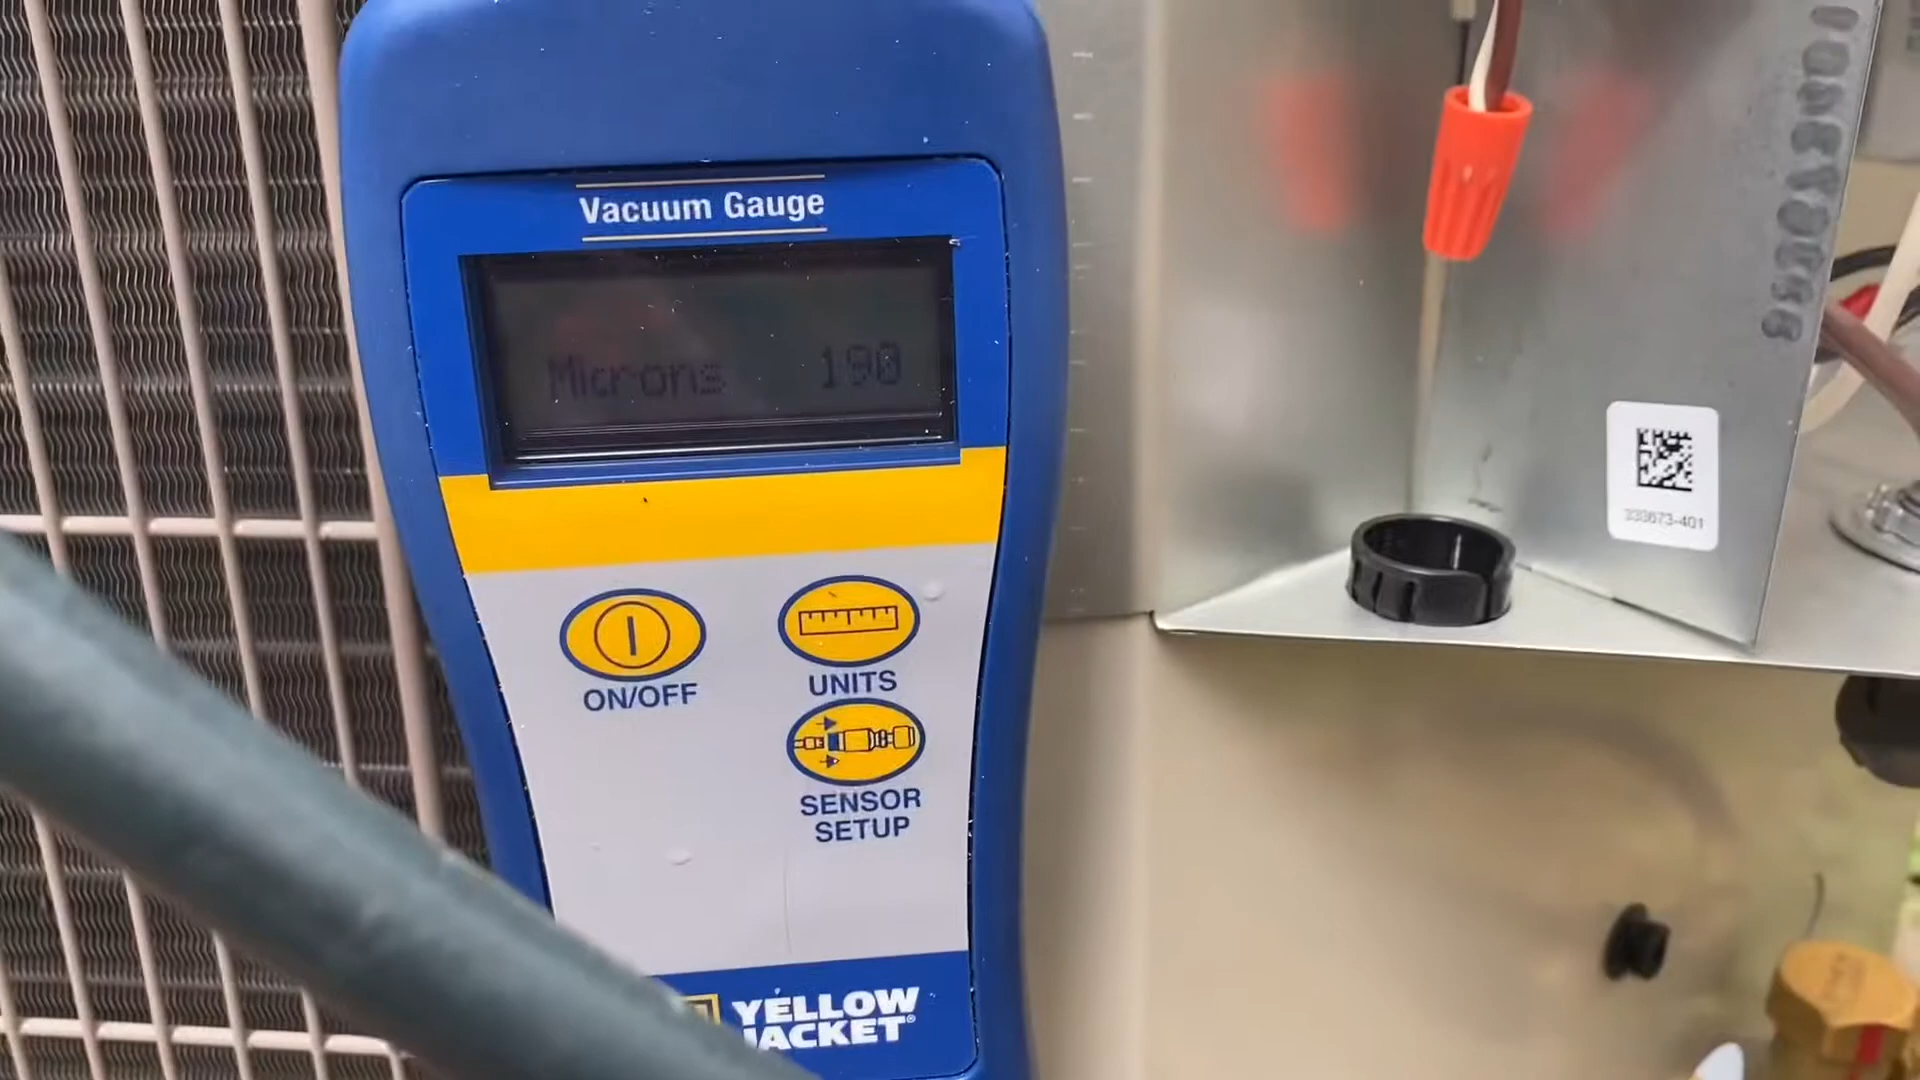 Vacuum Gauge
Microns 190
ON/OFF
UNITS
SENSOR
SETUP
YELLOW
JACKET®
333673-401